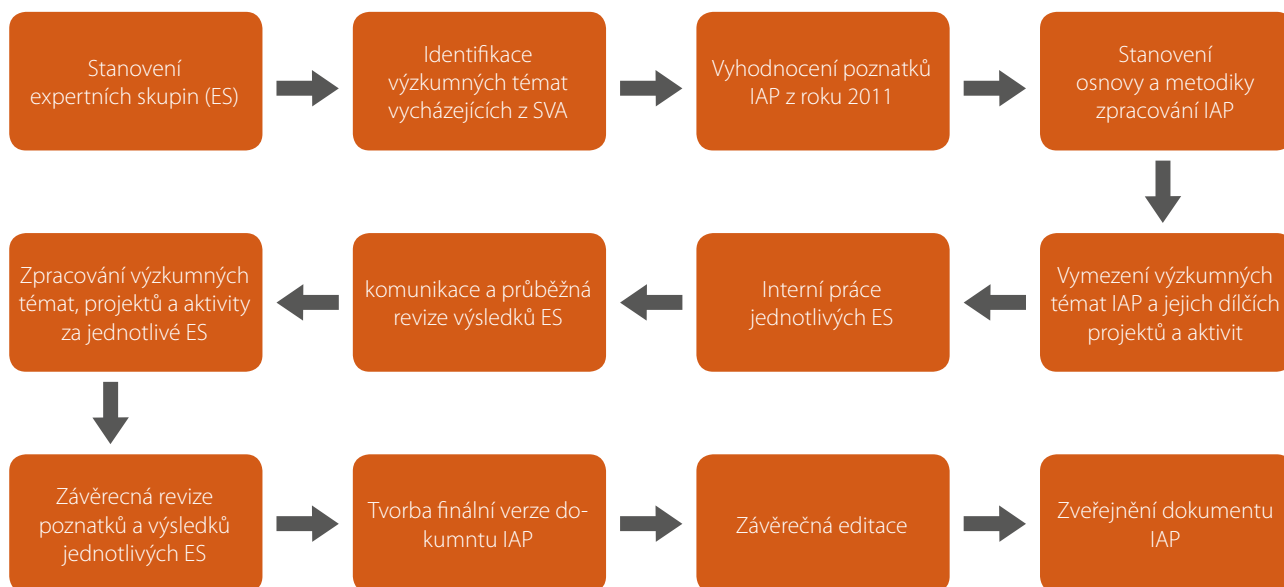 Stanovení
expertních skupin (ES)
Identifikace
výzkumných témat
vycházejících z SVA
Vyhodnocení poznatků
IAP z roku 2011
Stanovení
osnovy a metodiky
zpracování IAP
Vymezení výzkumných
témat IAP a jejich dílčích
projektů a aktivit
Interní práce
jednotlivých ES
komunikace a průběžná
revize výsledků ES
Zpracování výzkumných
témat, projektů a aktivity
za jednotlivé ES
Závěrecná revize
poznatků a výsledků
jednotlivých ES
Tvorba finální verze do-
kumntu IAP
Závěrečná editace
Zveřejnění dokumentu
IAP